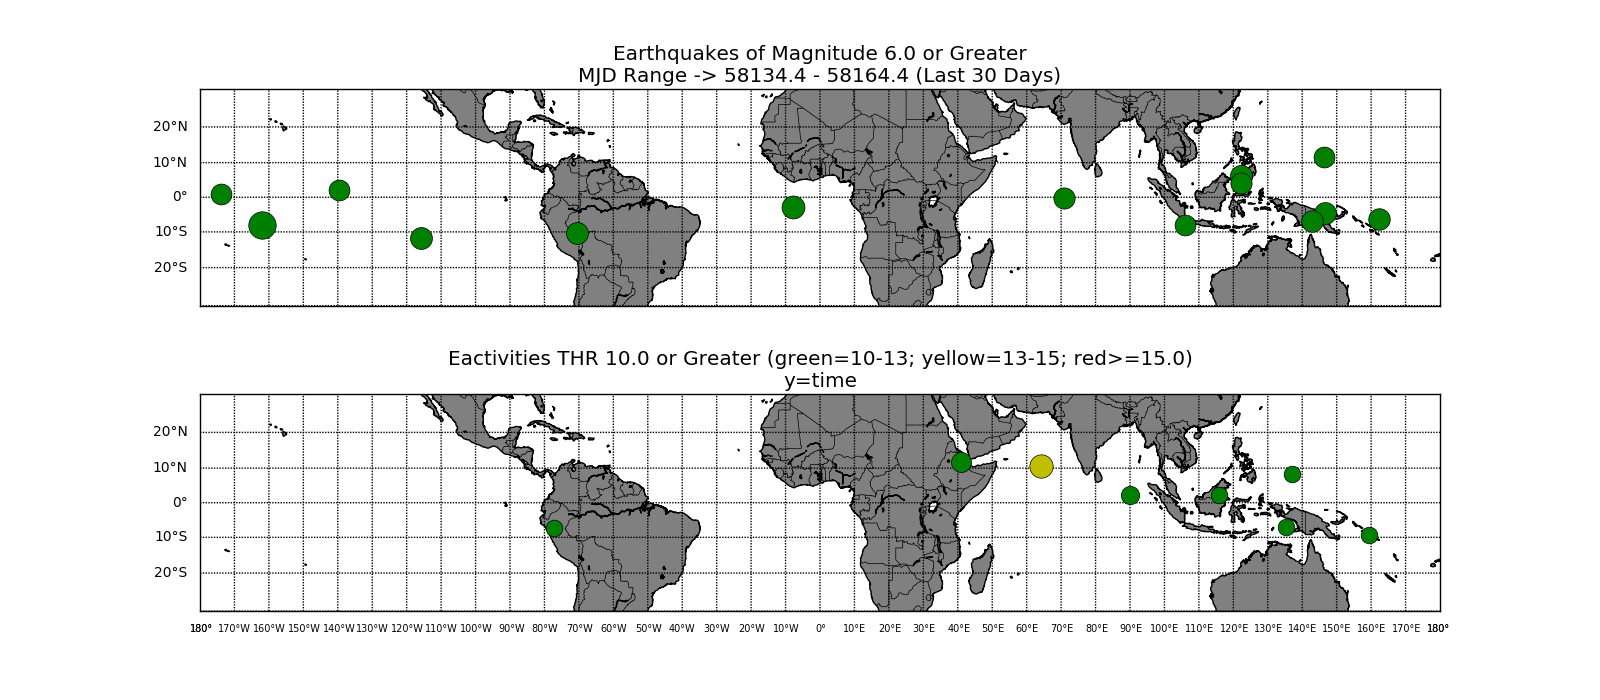 Earthquakes of Magnitude 6.0 or Greater
MJD Range -> 58134.4 - 58164.4 (Last 30 Days)
20°N
10°N
0°
10°S
20°S
Eactivities THR 10.0 or Greater (green=10-13; yellow=13-15; red>=15.0)
y=time
20°N
10°N
0°
10°S
20°S
180° 170°W 160°W 150°W 140°W 130°W 120°W 110°W 100°W 90°W 80°W 70°W 60°W 50°W 40°W 30°W 20°W 10°W 0° 10°E 20°E 30°E 40°E 50°E 60°E 70°E 80°E 90°E 100°E 110°E 120°E 130°E 140°E 150°E 160°E 170°E 180°